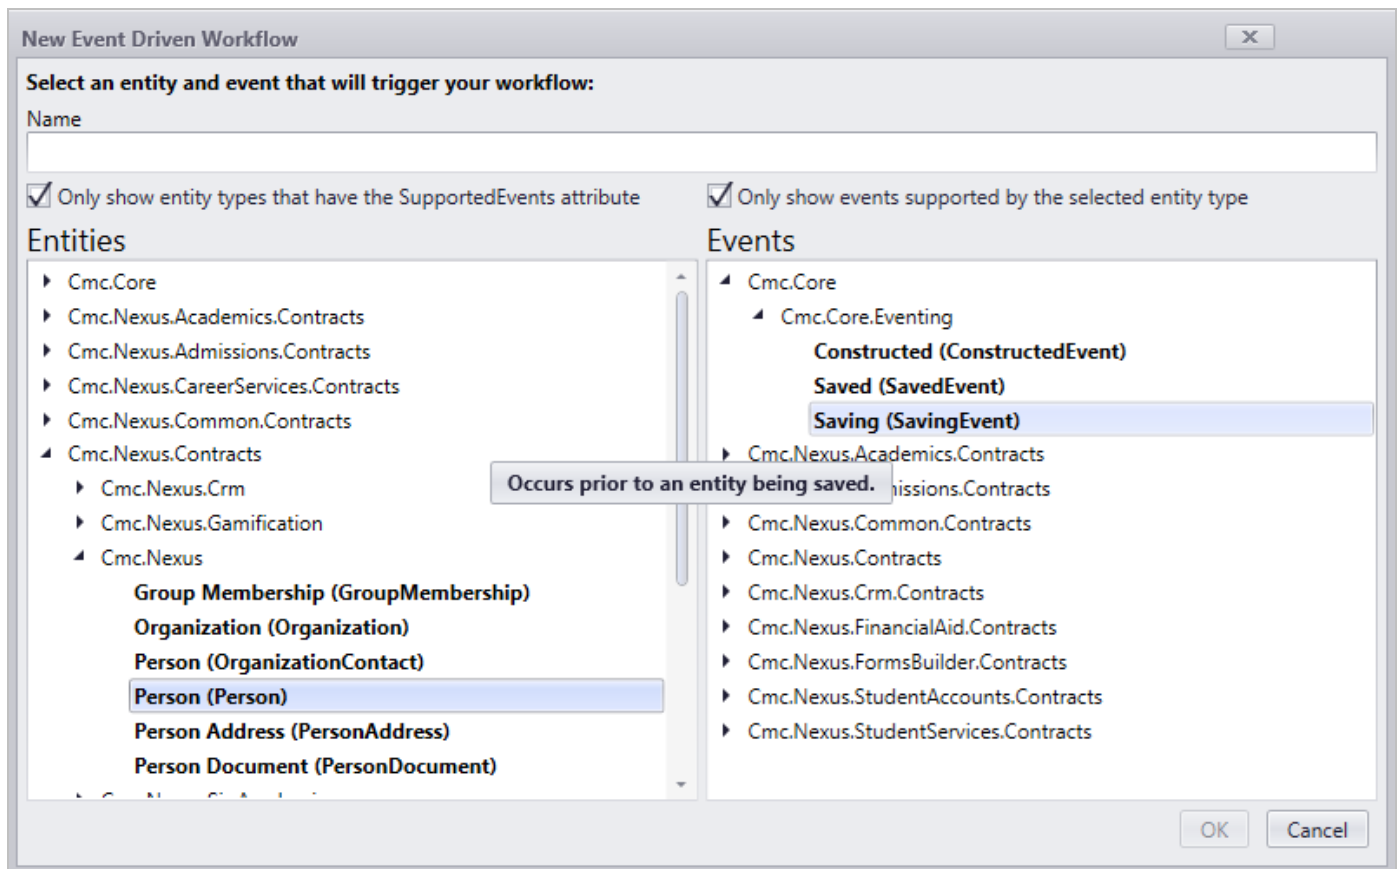 New Event Driven Workflow
Select an entity and event that will trigger your workflow:
Name
Only show entity types that have the SupportedEvents attribute
Only show events supported by the selected entity type
Entities
Cmc.Core
Cmc.Nexus.Academics.Contracts
Cmc.Nexus.Admissions.Contracts
Cmc.Nexus.CareerServices.Contracts
Cmc.Nexus.Common.Contracts
Cmc.Nexus.Contracts
Cmc.Nexus.Crm
Cmc.Nexus.Gamification
Cmc.Nexus
Group Membership (GroupMembership)
Organization (Organization)
Person (OrganizationContact)
Person (Person)
Person Address (PersonAddress)
Person Document (PersonDocument)
Events
Cmc.Core
Cmc.Core.Eventing
Constructed (ConstructedEvent)
Saved (SavedEvent)
Saving (SavingEvent)
Cmc.Nexus.Academics.Contracts
Occurs prior to an entity being saved.
issions.Contracts
Cmc.Nexus.Common.Contracts
Cmc.Nexus.Contracts
Cmc.Nexus.Crm.Contracts
Cmc.Nexus.FinancialAid.Contracts
Cmc.Nexus.FormsBuilder.Contracts
Cmc.Nexus.StudentAccounts.Contracts
Cmc.Nexus.StudentServices.Contracts
OK
Cancel